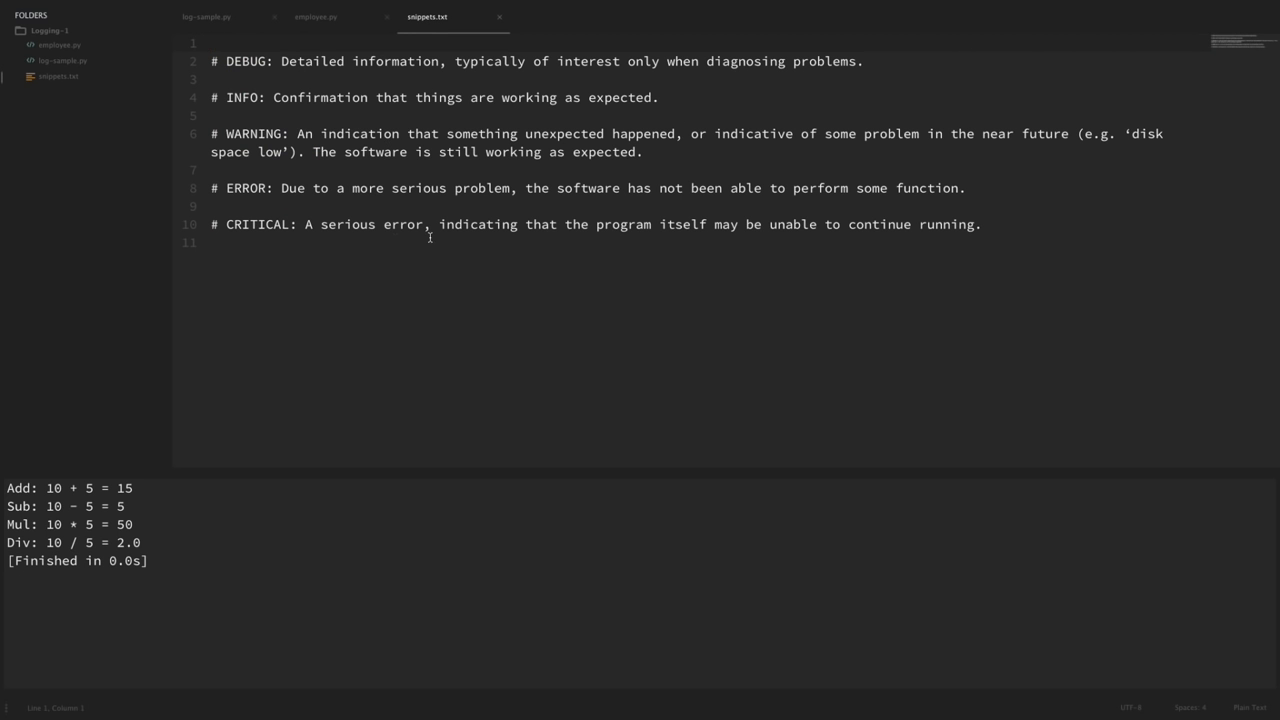 FOLDERS
Logging-1
employee.py
log-sample.py
snippets.txt
log-sample.py ×
employee.py ×
snippets.txt ×
1
2 # DEBUG: Detailed information, typically of interest only when diagnosing problems.
3
4 # INFO: Confirmation that things are working as expected.
5
6 # WARNING: An indication that something unexpected happened, or indicative of some problem in the near future (e.g. ‘disk
space low’). The software is still working as expected.
7
8 # ERROR: Due to a more serious problem, the software has not been able to perform some function.
9
10 # CRITICAL: A serious error, indicating that the program itself may be unable to continue running.
11
Add: 10 + 5 = 15
Sub: 10 - 5 = 5
Mul: 10 * 5 = 50
Div: 10 / 5 = 2.0
[Finished in 0.0s]
Line 1, Column 1
UTF-8
Spaces: 4
Plain Text